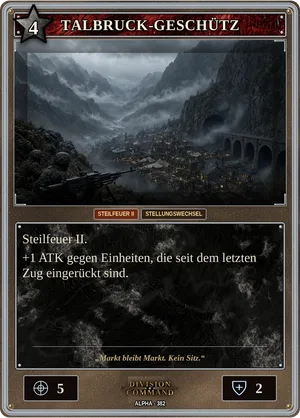 4
TALBRUCK-GESCHÜTZ
STEILFEUER II
STELLUNGSWECHSEL
Steilfeuer II.
+1 ATK gegen Einheiten, die seit dem letzten
Zug eingerückt sind.
„Markt bleibt Markt. Kein Sitz.“
5
DIVISION
COMMAND
ALPHA 382
2